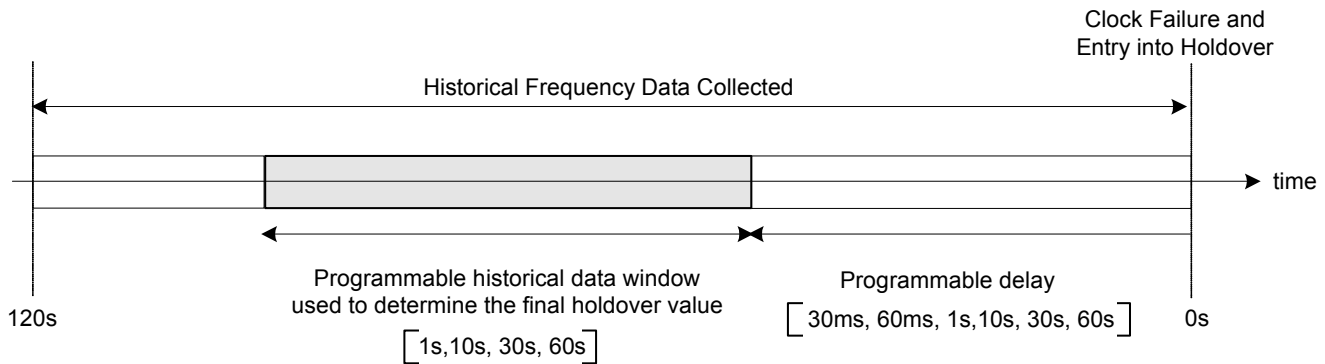 Clock Failure and
Entry into Holdover
Historical Frequency Data Collected
time
Programmable historical data window
used to determine the final holdover value
[1s,10s, 30s, 60s]
Programmable delay
[30ms, 60ms, 1s,10s, 30s, 60s]
120s
0s